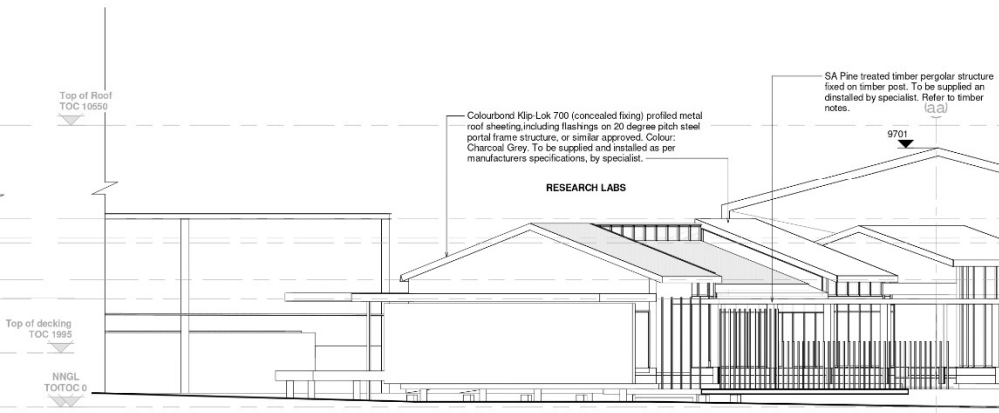 Top of Roof
TOC 10550
Colourbond Klip-Lok 700 (concealed fixing) profiled metal
roof sheeting,including flashings on 20 degree pitch steel
portal frame structure, or similar approved. Colour:
Charcoal Grey. To be supplied and installed as per
manufacturers specifications, by specialist.
RESEARCH LABS
SA Pine treated timber pergolar structure
fixed on timber post. To be supplied an
dinstalled by specialist. Refer to timber
notes.
(aa)
9701
Top of decking
TOC 1995
NNGL
TO/TOC 0